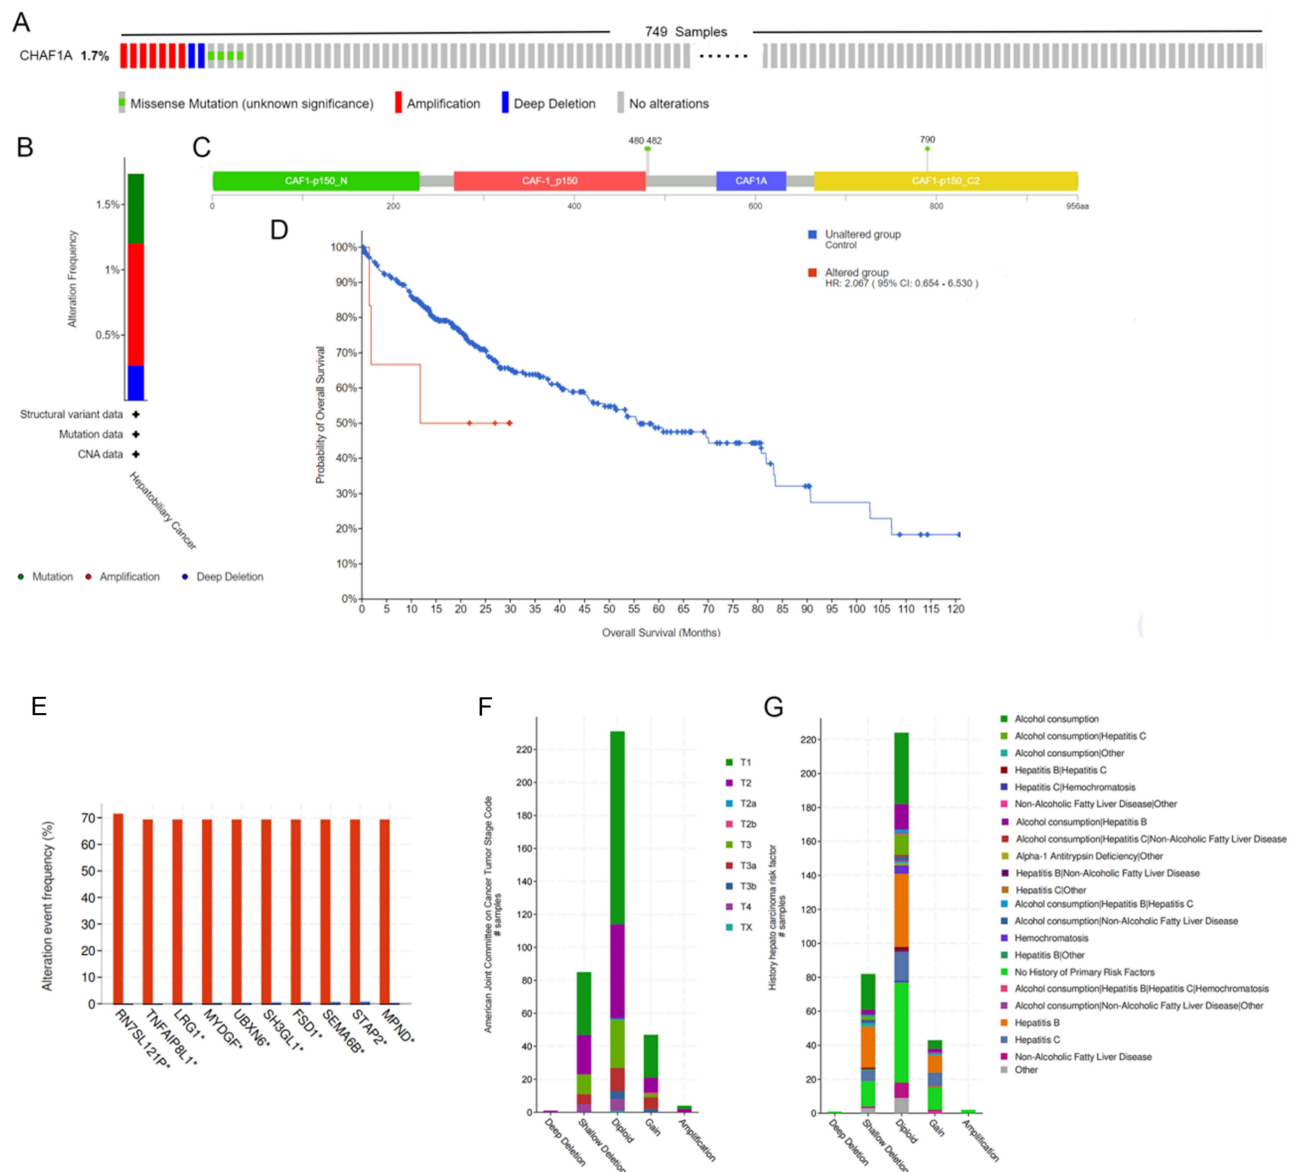 A
749 Samples
CHAF1A 1.7%
Missense Mutation (unknown significance)
Amplification
Deep Deletion
No alterations
B
Alteration Frequency
1.5%
1%
0.5%
Structural variant data
Mutation data
CNA data
Hepatobiliary Cancer
Mutation
Amplification
Deep Deletion
C
480 482
790
CAF1-p150_N
CAF-1_p150
CAF1A
CAF1-p150_C2
0
200
400
600
800
956aa
D
Unaltered group
Control
Altered group
HR: 2.067 ( 95% CI: 0.654 - 6.530 )
Probability of Overall Survival
100%
90%
80%
70%
60%
50%
40%
30%
20%
10%
0%
0 5 10 15 20 25 30 35 40 45 50 55 60 65 70 75 80 85 90 95 100 105 110 115 120
Overall Survival (Months)
E
Alteration event frequency (%)
70
60
50
40
30
20
10
0
RN7SL121P*
TNFAIP8L1*
LRG1*
MYDGF*
UBXN6*
SH3GL1*
FSD1*
SEMA6B*
STAP2*
MPND*
F
American Joint Committee on Cancer Tumor Stage Code
# samples
220
200
180
160
140
120
100
80
60
40
20
0
Deep Deletion
Shallow Deletion
Diploid
Gain
Amplification
T1
T2
T2a
T2b
T3
T3a
T3b
T4
TX
G
History hepato carcinoma risk factor
# samples
220
200
180
160
140
120
100
80
60
40
20
0
Deep Deletion
Shallow Deletion
Diploid
Gain
Amplification
Alcohol consumption
Alcohol consumption|Hepatitis C
Alcohol consumption|Other
Hepatitis B|Hepatitis C
Hepatitis C|Hemochromatosis
Non-Alcoholic Fatty Liver Disease|Other
Alcohol consumption|Hepatitis B
Alcohol consumption|Hepatitis C|Non-Alcoholic Fatty Liver Disease
Alpha-1 Antitrypsin Deficiency|Other
Hepatitis B|Non-Alcoholic Fatty Liver Disease
Hepatitis C|Other
Alcohol consumption|Hepatitis B|Hepatitis C
Alcohol consumption|Non-Alcoholic Fatty Liver Disease
Hemochromatosis
Hepatitis B|Other
No History of Primary Risk Factors
Alcohol consumption|Hepatitis B|Hepatitis C|Hemochromatosis
Alcohol consumption|Non-Alcoholic Fatty Liver Disease|Other
Hepatitis B
Hepatitis C
Non-Alcoholic Fatty Liver Disease
Other